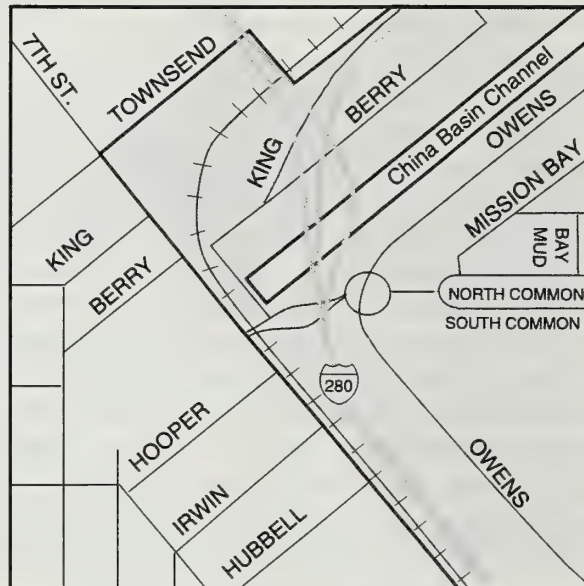 7TH ST.
TOWNSEND
KING
BERRY
China Basin Channel
OWENS
MISSION BAY
BAY
MUD
KING
BERRY
NORTH COMMON
SOUTH COMMON
280
HOOPER
IRWIN
HUBBELL
OWENS